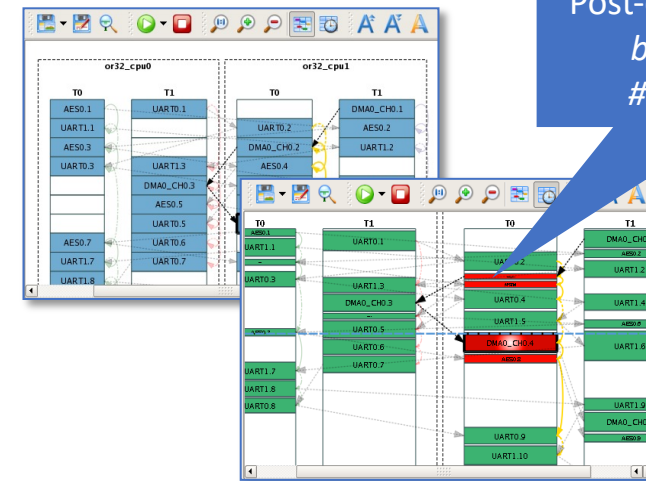 Post-
b
#
or32_cpu0
or32_cpu1
T0
T1
T0
T1
AES0.1
UART0.1
DMA0_CH0.1
UART1.1
UART0.2
AES0.2
AES0.3
DMA0_CH0.2
UART1.2
UART0.3
UART1.3
AES0.4
DMA0_CH0.3
AES0.5
UART0.5
AES0.7
UART0.6
UART1.7
UART0.7
UART1.8
T0
T1
T0
T1
AES0.1
UART0.1
DMA0_CH0
UART1.1
AES0.2
UART1.2
UART0.3
UART1.3
DMA0_CH0.3
UART0.4
UART1.4
UART1.5
UART0.5
AES0.6
DMA0_CH0.4
UART0.6
UART1.6
AES0.8
UART1.7
UART0.7
UART1.8
UART0.8
UART1.9
DMA0_CH0
UART0.9
AES0.9
UART1.10